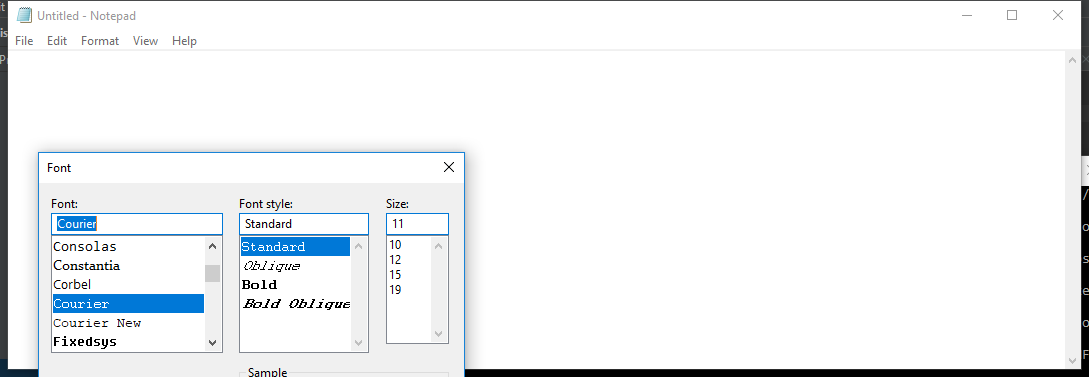 Untitled - Notepad
File Edit Format View Help
Font
Font: Font style: Size:
Courier Standard 11
Consolas Standard 10
Constantia Oblique 12
Corbel Bold 15
Courier Bold Oblique 19
Courier New
Fixedsys
Sample